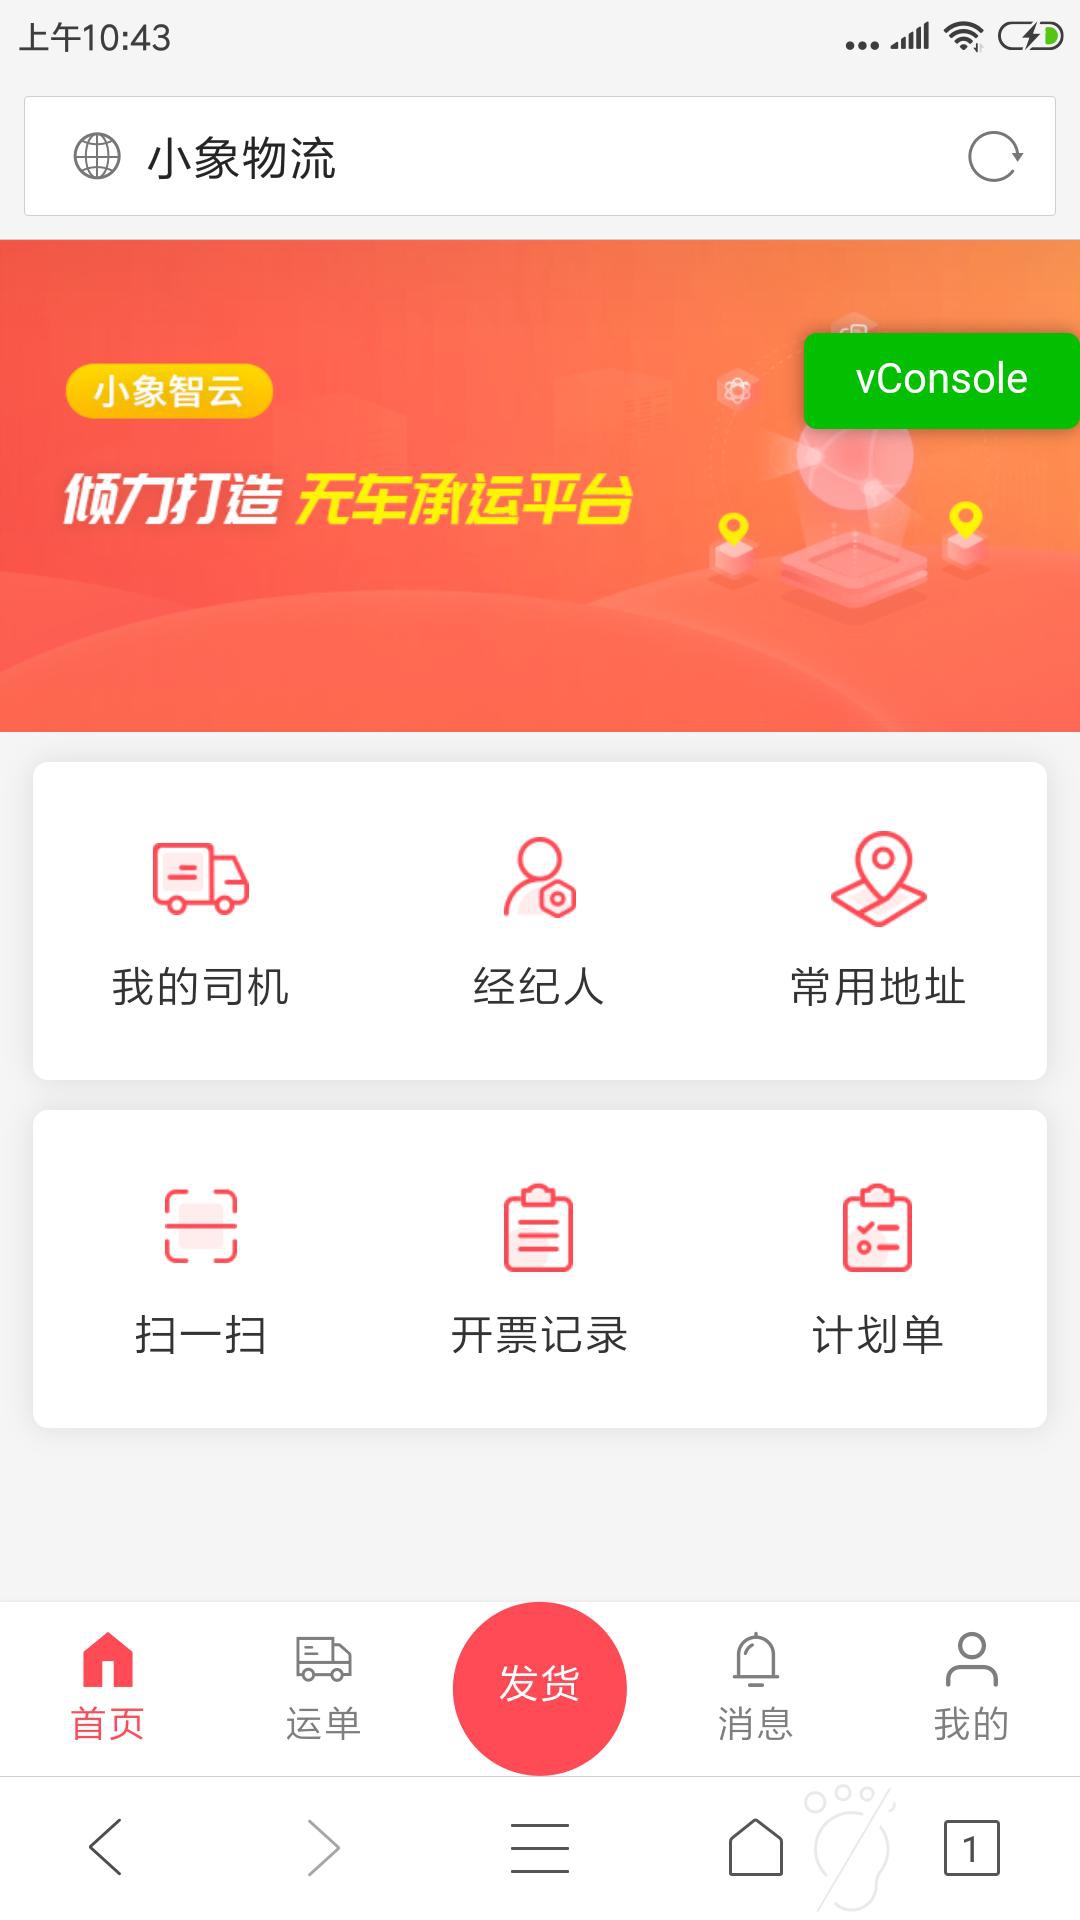 上午10:43
小象物流
vConsole
小象智云
倾力打造 无车承运平台
我的司机 经纪人 常用地址
扫一扫 开票记录 计划单
首页 运单 发货 消息 我的
1